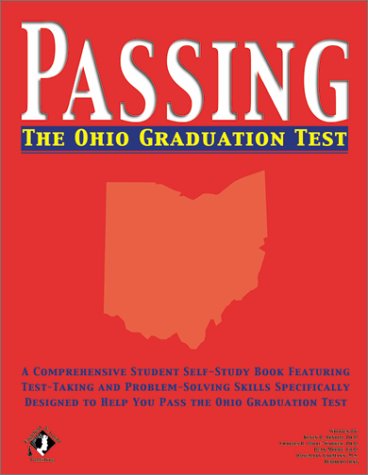 PASSING
THE OHIO GRADUATION TEST
A COMPREHENSIVE STUDENT SELF-STUDY BOOK FEATURING
TEST-TAKING AND PROBLEM-SOLVING SKILLS SPECIFICALLY
DESIGNED TO HELP YOU PASS THE OHIO GRADUATION TEST